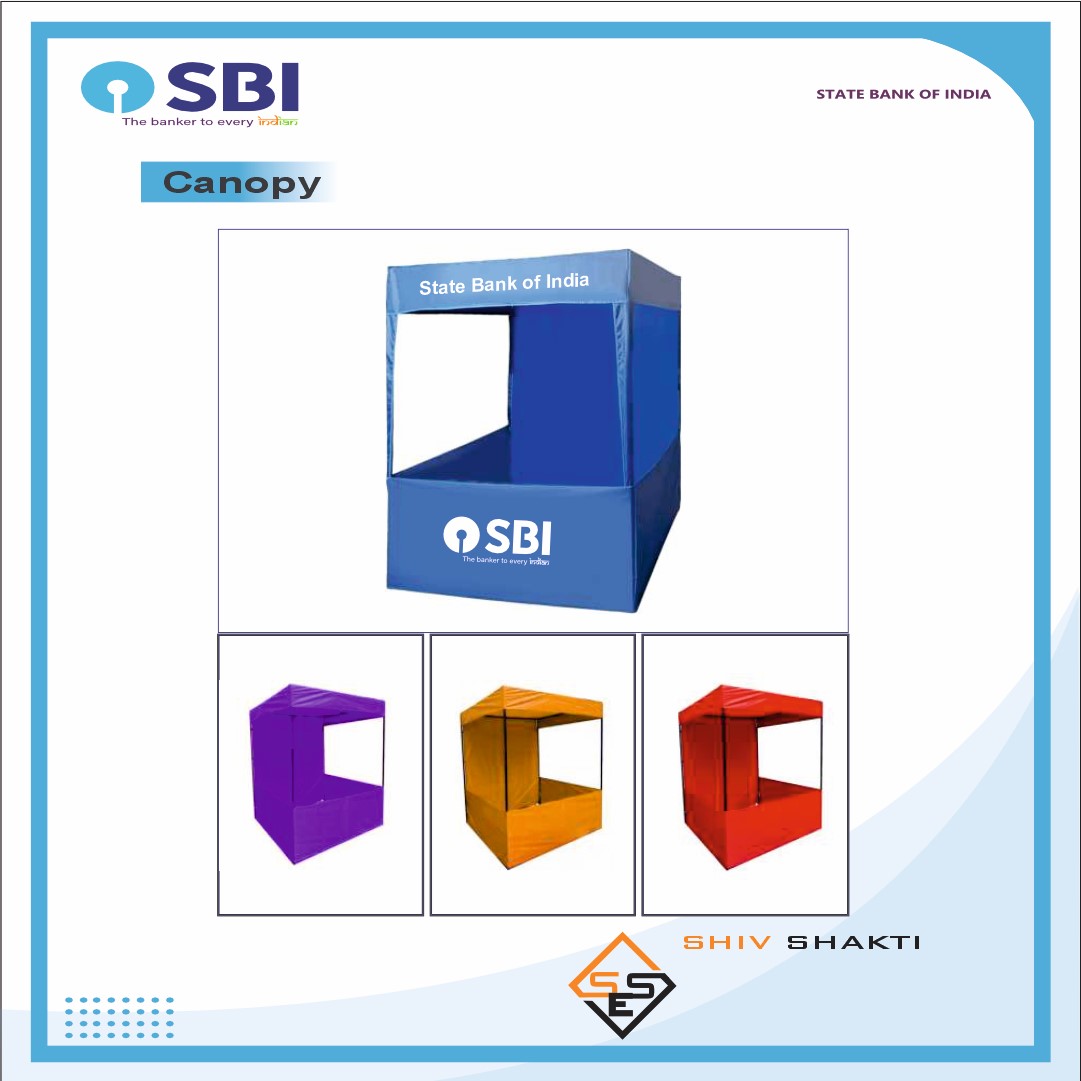 SBI
The banker to every indian
STATE BANK OF INDIA
Canopy
State Bank of India
SBI
The banker to every indian
SHIV SHAKTI
SES